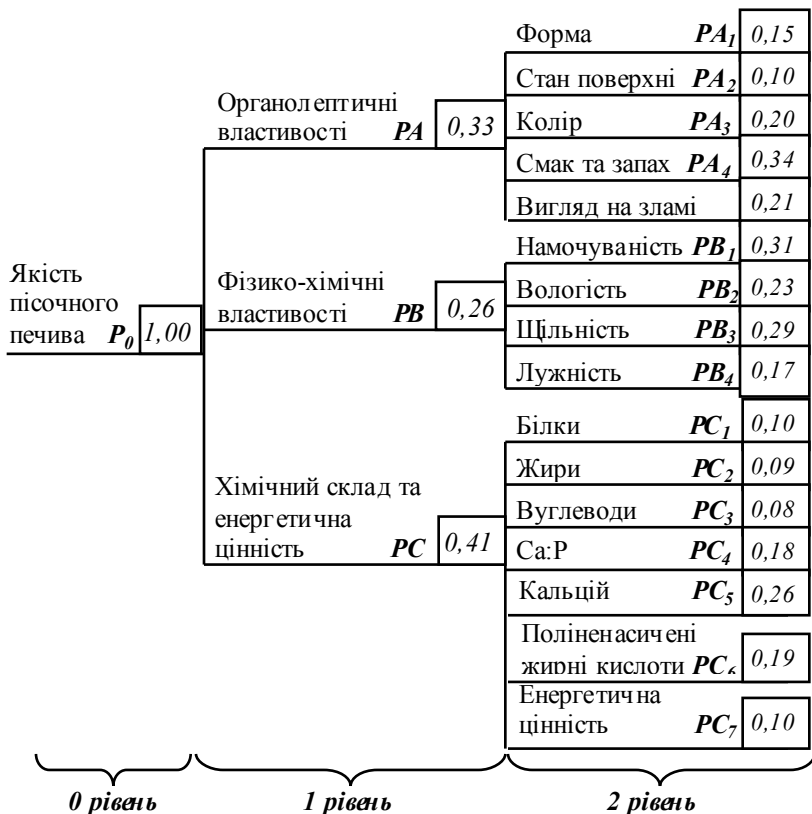 Форма PA1 0,15
Стан поверхні PA2 0,10
Органолептичні
властивості PA 0,33
Колір PA3 0,20
Смак та запах PA4 0,34
Вигляд на зламі 0,21
Намочуваність PB1 0,31
Якість
пісочного
печива P0 1,00
Фізико-хімічні
властивості PB 0,26
Вологість PB2 0,23
Щільність PB3 0,29
Лужність PB4 0,17
Білки PC1 0,10
Жири PC2 0,09
Хімічний склад та
енергетична
цінність PC 0,41
Вуглеводи PC3 0,08
Ca:P PC4 0,18
Кальцій PC5 0,26
Поліненасичені
жирні кислоти PC6 0,19
Енергетична
цінність PC7 0,10
0 рівень 1 рівень 2 рівень